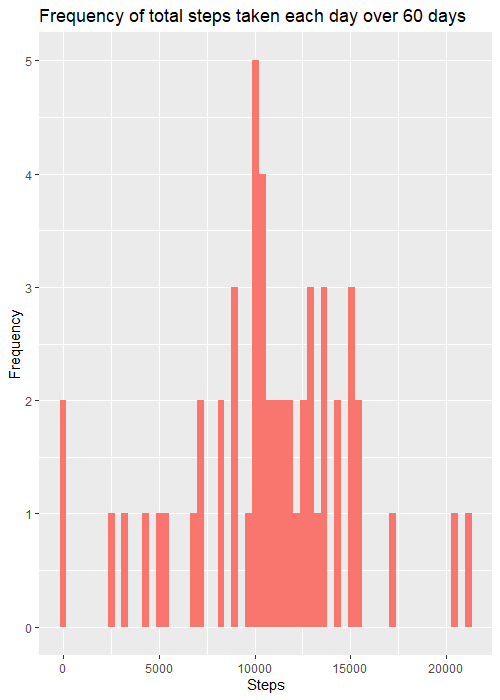 Frequency of total steps taken each day over 60 days
5
4
3
2
1
0
Frequency
0 5000 10000 15000 20000
Steps